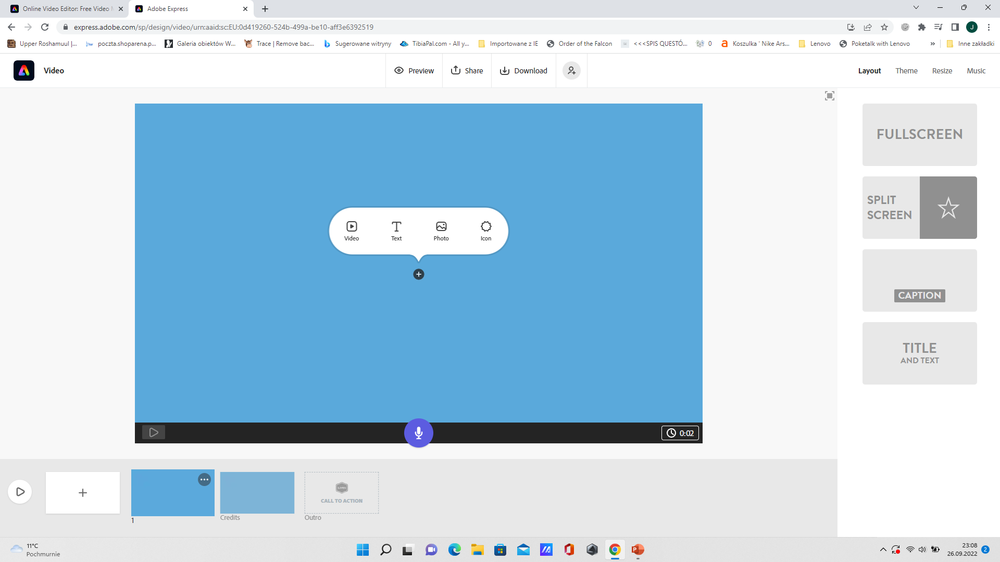 Online Video Editor: Free Video
Adobe Express
express.adobe.com/sp/design/video/urn:aaid:sc:EU:0d419260-524b-499a-be10-aff3e6392519
J
Upper Roshamuul |...
poczta.shoparena.p...
Galeria obiektów W...
Trace | Remove bac...
Sugerowane witryny
TibiaPal.com - All y...
Importowane z IE
Order of the Falcon
<<<SPIS QUESTÓ...
0
Koszulka ' Nike Ars...
Lenovo
Poketalk with Lenovo
»
Inne zakładki
Video
Preview
Share
Download
Layout
Theme
Resize
Music
FULLSCREEN
SPLIT
SCREEN
CAPTION
TITLE
AND TEXT
Video
Text
Photo
Icon
0:02
LOGO
CALL TO ACTION
1
Credits
Outro
11°C
Pochmurnie
23:08
26.09.2022
2